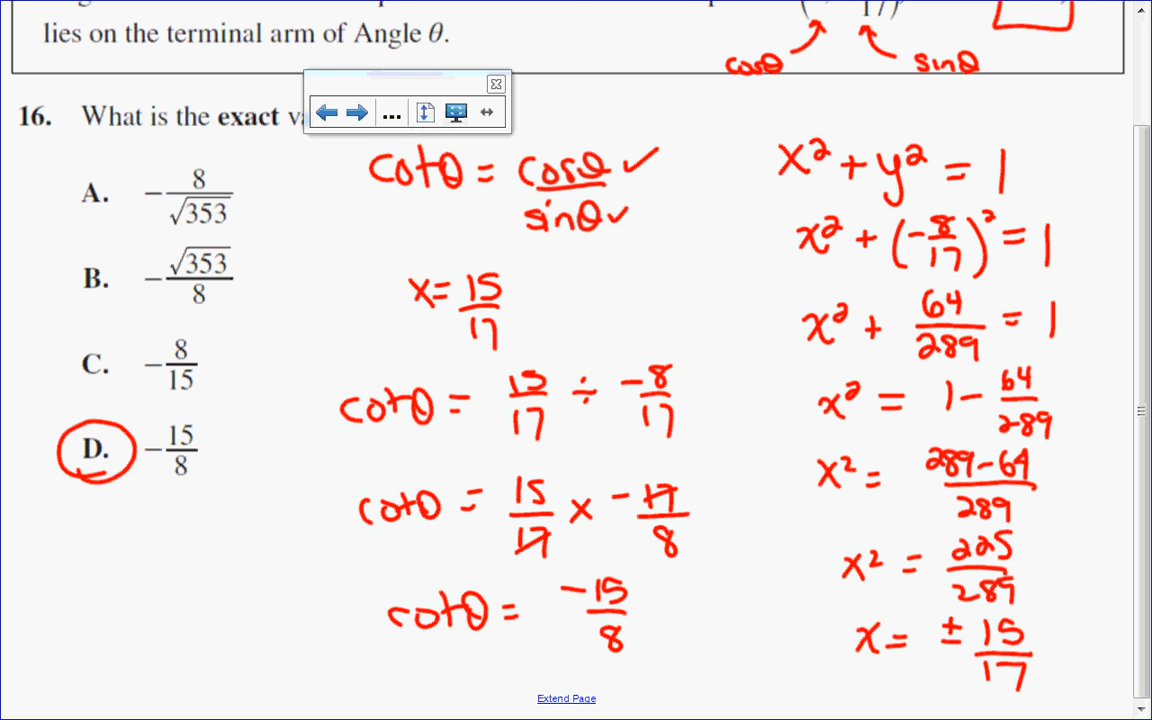 17)
lies on the terminal arm of Angle θ.
cosθ sinθ
16. What is the exact
A. -8/√353
B. -√353/8
C. -8/15
D. -15/8
cotθ = cosθ/sinθ
x = 15/17
cotθ = 15/17 ÷ -8/17
cotθ = 15/17 x -17/8
cotθ = -15/8
x² + y² = 1
x² + (-8/17)² = 1
x² + 64/289 = 1
x² = 1 - 64/289
x² = 289-64/289
x² = 225/289
x = ± 15/17
Extend Page